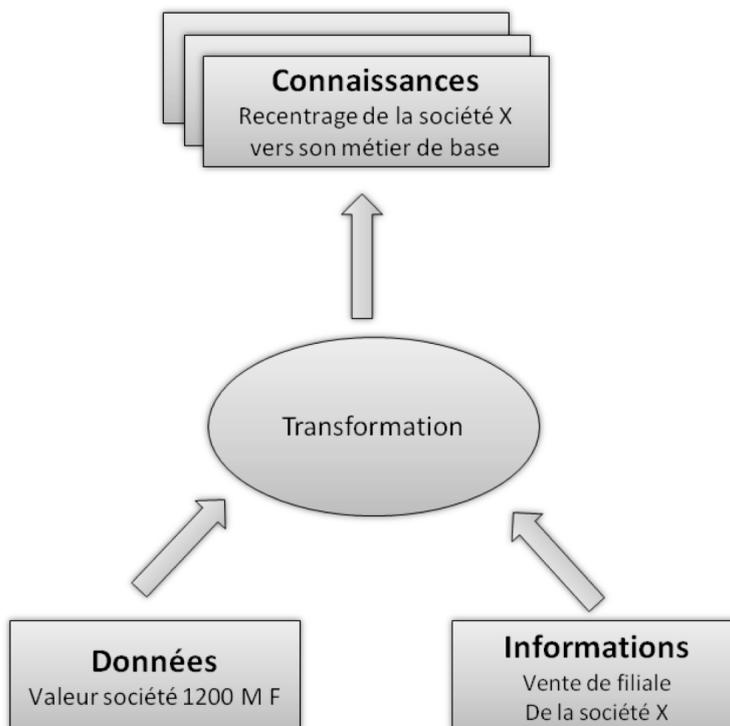 Connaissances
Recentrage de la société X
vers son métier de base
Transformation
Données
Valeur société 1200 M F
Informations
Vente de filiale
De la société X